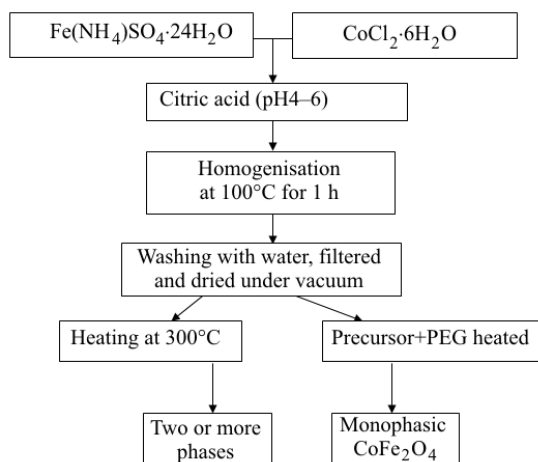 Fe(NH₄)SO₄·24H₂O
CoCl₂·6H₂O
Citric acid (pH4–6)
Homogenisation
at 100°C for 1 h
Washing with water, filtered
and dried under vacuum
Heating at 300°C
Precursor+PEG heated
Two or more
phases
Monophasic
CoFe₂O₄